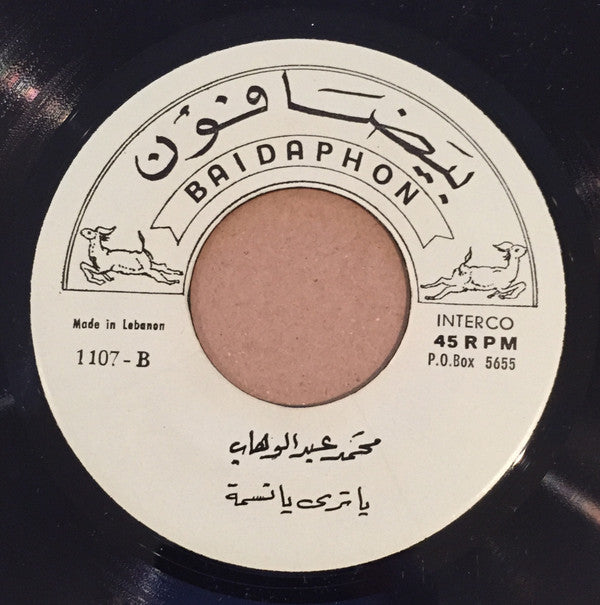 بيضافون
BAIDAPHON
Made in Lebanon
1107-B
INTERCO
45 RPM
P.O.Box 5655
محمد عبد الوهاب
يا ترى يا نسمة